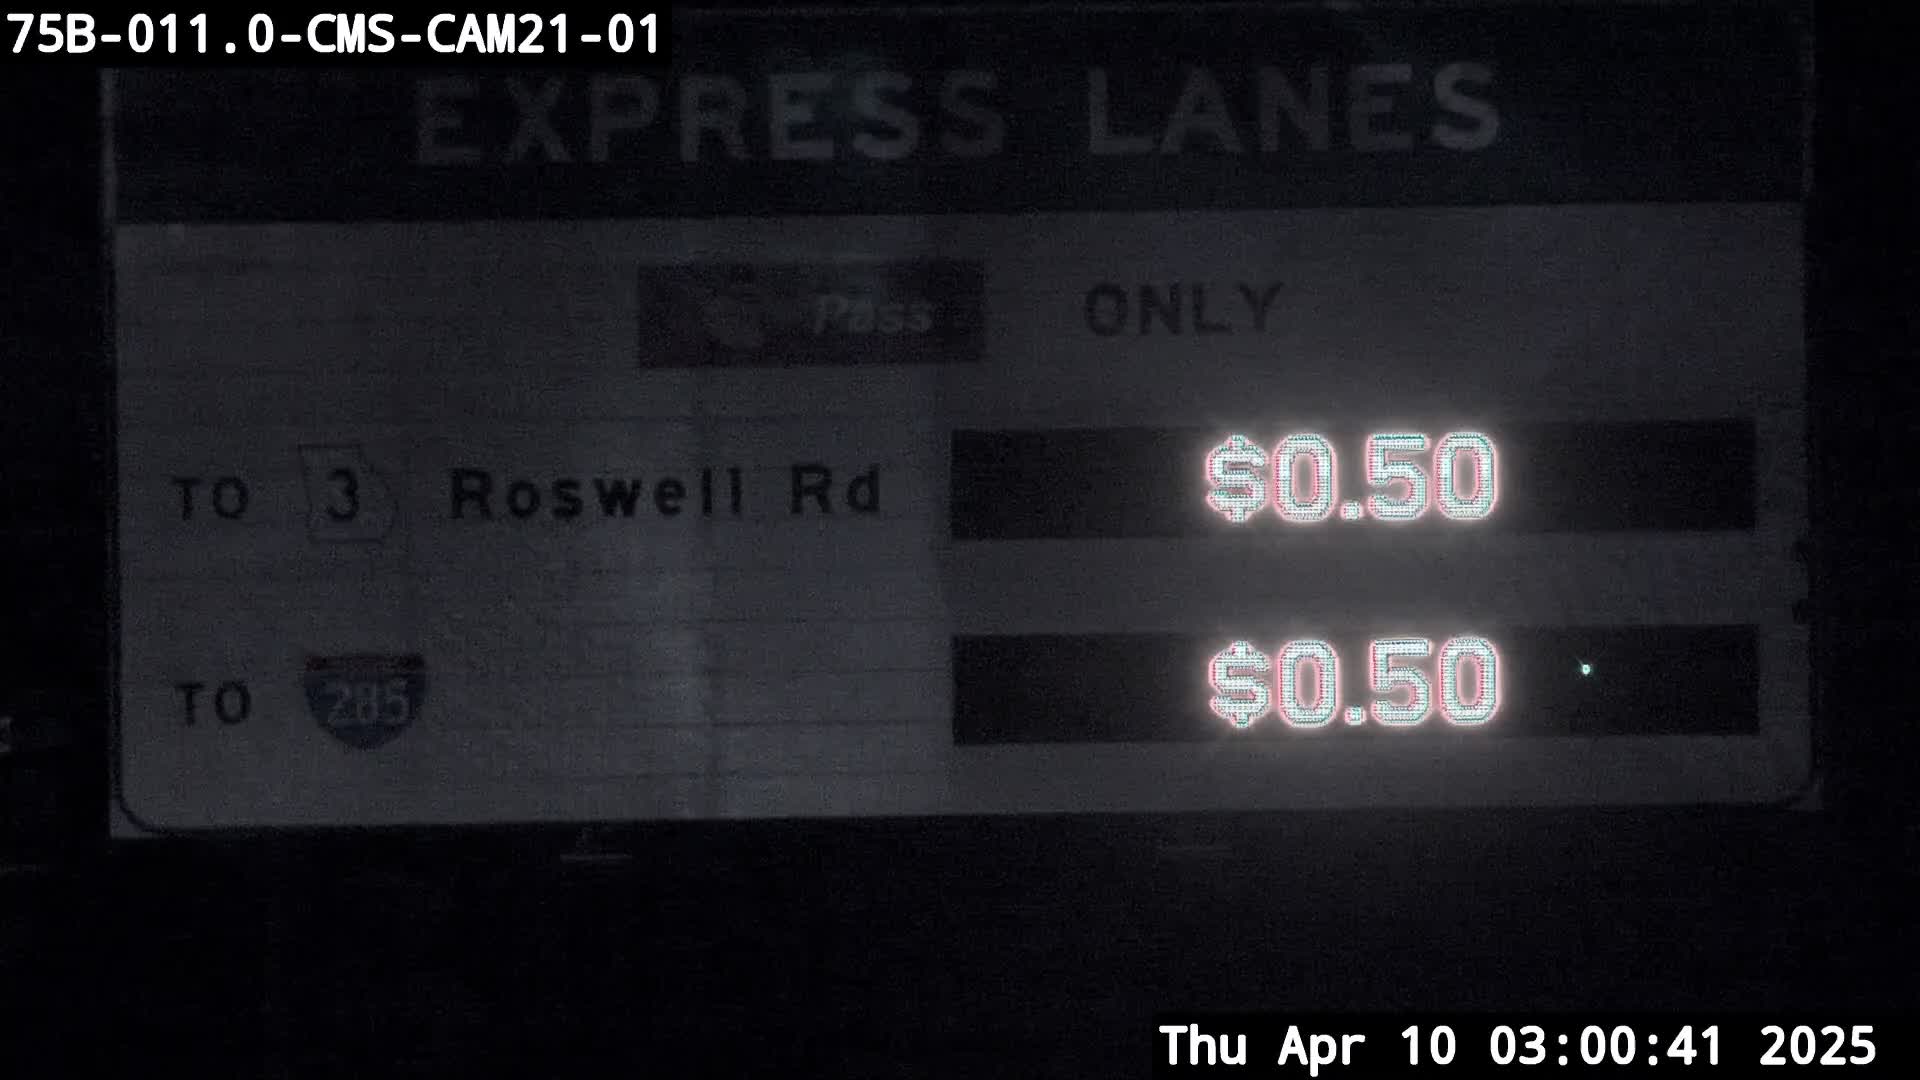 75B-011.0-CMS-CAM21-01
EXPRESS LANES
Pass ONLY
TO 3 Roswell Rd $0.50
TO 285 $0.50
Thu Apr 10 03:00:41 2025